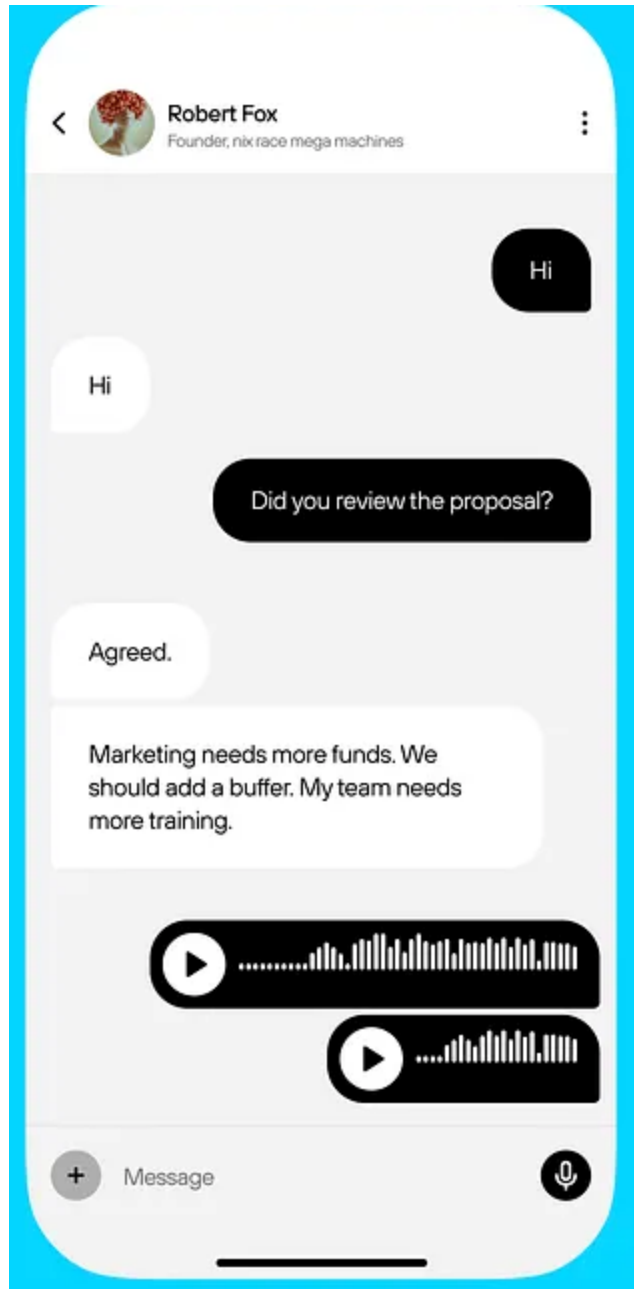 Robert Fox
Founder, nix race mega machines
Hi
Hi
Did you review the proposal?
Agreed.
Marketing needs more funds. We
should add a buffer. My team needs
more training.
Message